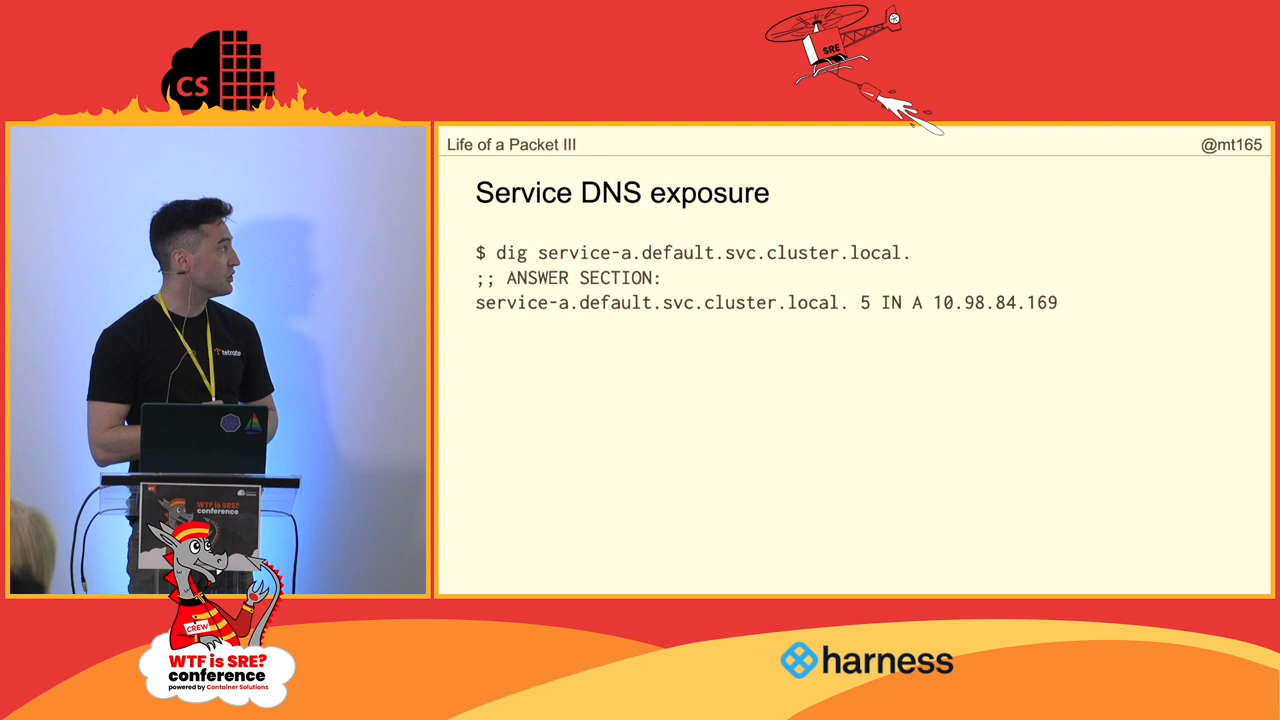 CS
SRE
Life of a Packet III
@mt165
Service DNS exposure
$ dig service-a.default.svc.cluster.local.
;; ANSWER SECTION:
service-a.default.svc.cluster.local. 5 IN A 10.98.84.169
tetrate
WTF is SRE?
conference
CREW
WTF is SRE?
conference
powered by Container Solutions
harness